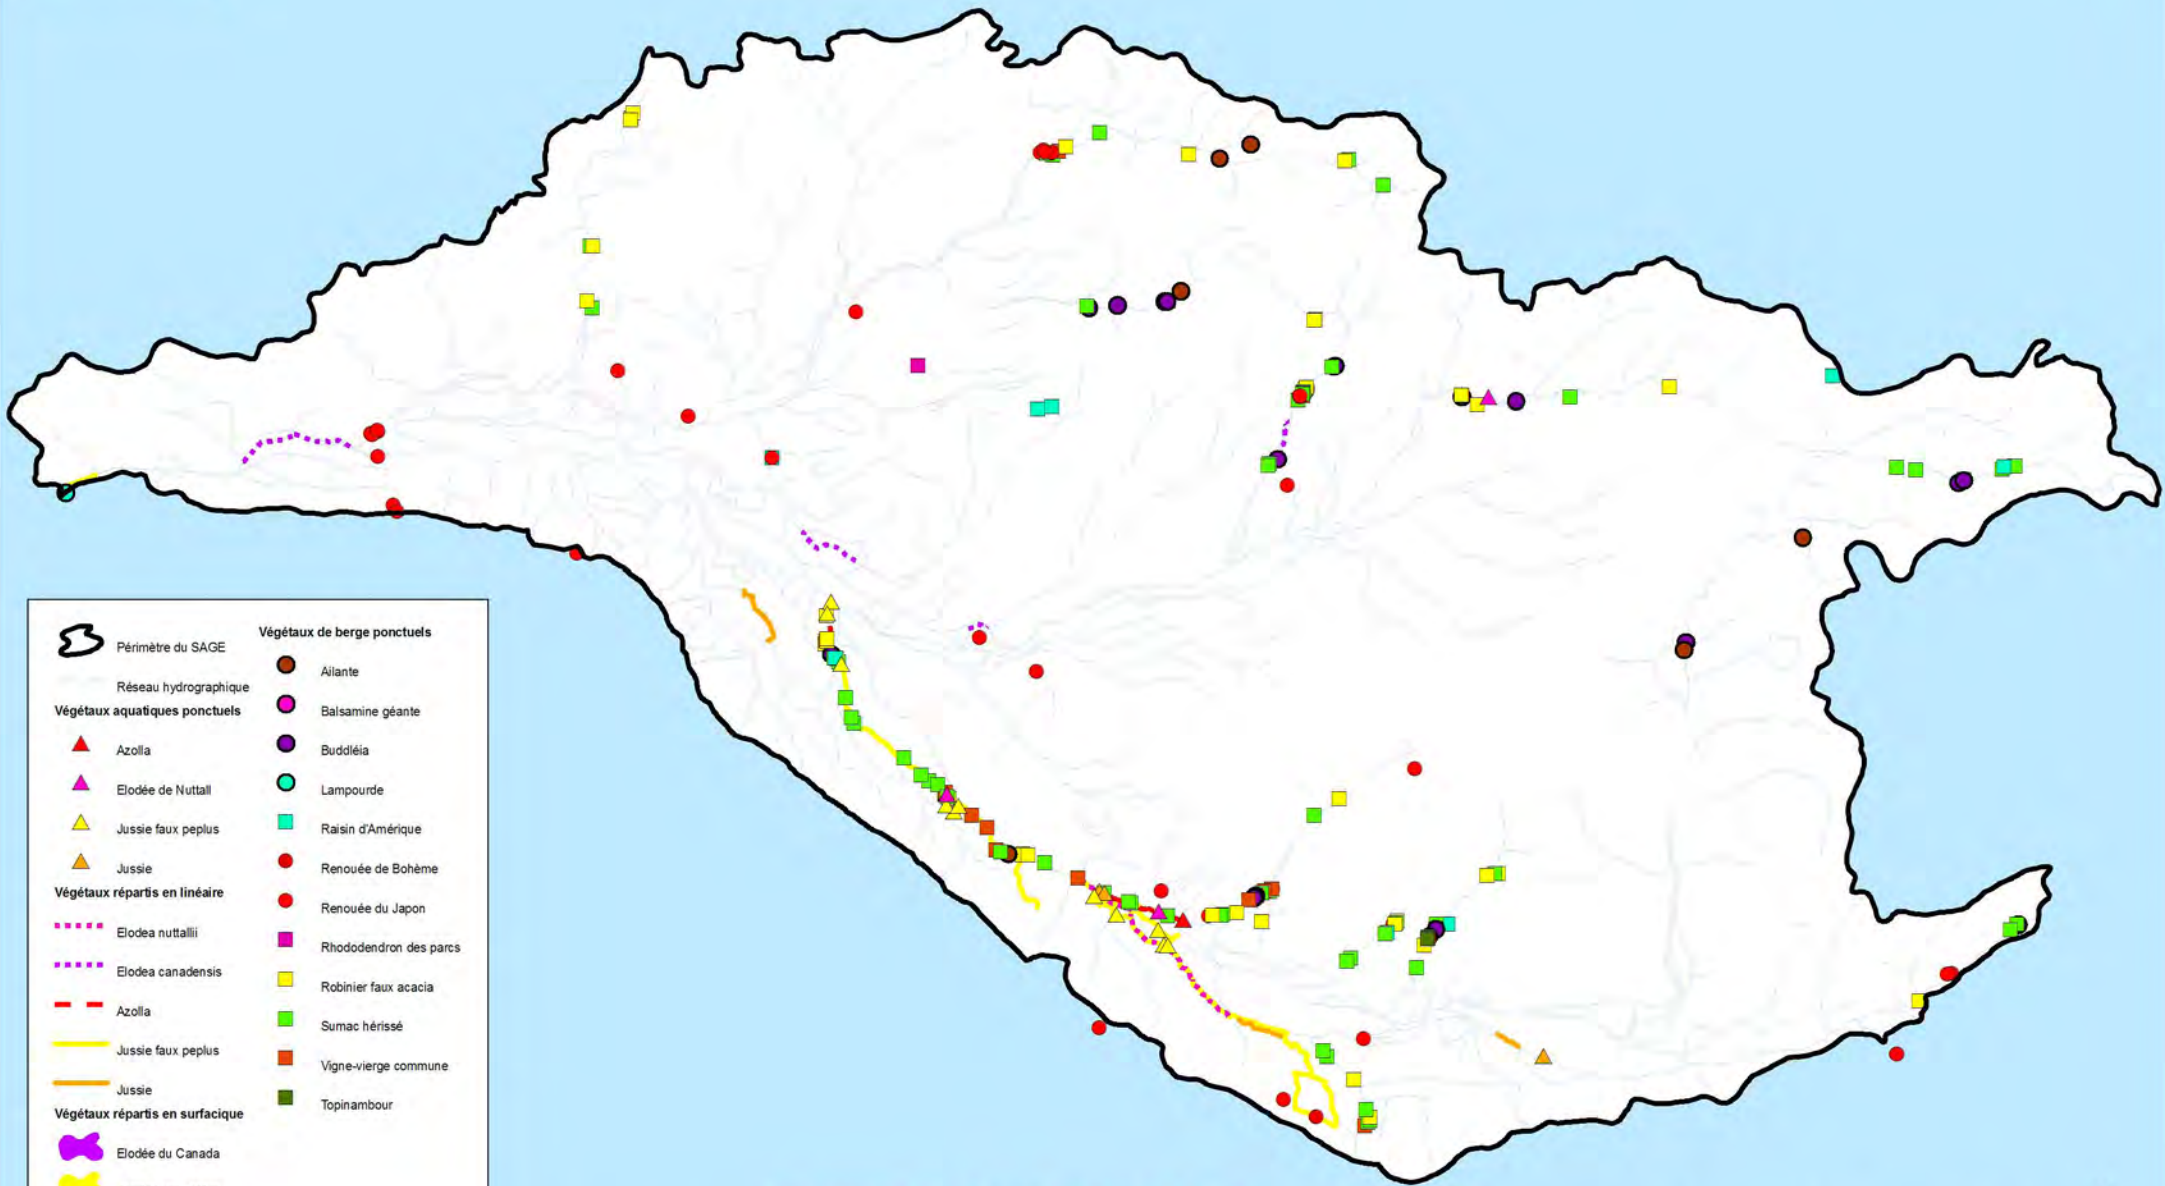 Périmètre du SAGE
Réseau hydrographique
Végétaux aquatiques ponctuels
Azolla
Elodée de Nuttall
Jussie faux peplus
Jussie
Végétaux répartis en linéaire
Elodea nuttallii
Elodea canadensis
Azolla
Jussie faux peplus
Jussie
Végétaux répartis en surfacique
Elodée du Canada
Végétaux de berge ponctuels
Ailante
Balsamine géante
Buddléia
Lampourde
Raisin d'Amérique
Renouée de Bohème
Renouée du Japon
Rhododendron des parcs
Robinier faux acacia
Sumac hérissé
Vigne-vierge commune
Topinambour